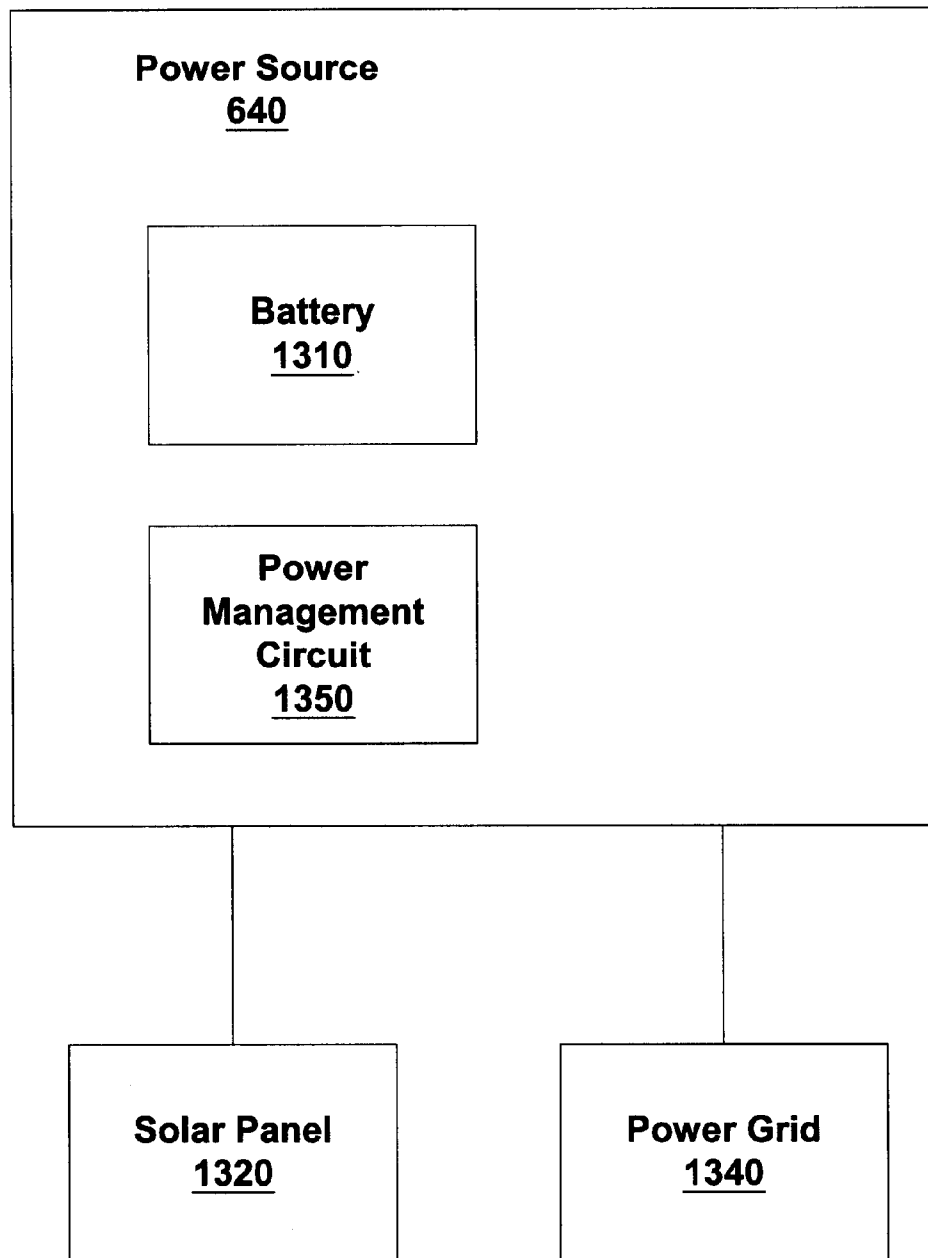 Power Source
640
Battery
1310
Power
Management
Circuit
1350
Solar Panel
1320
Power Grid
1340